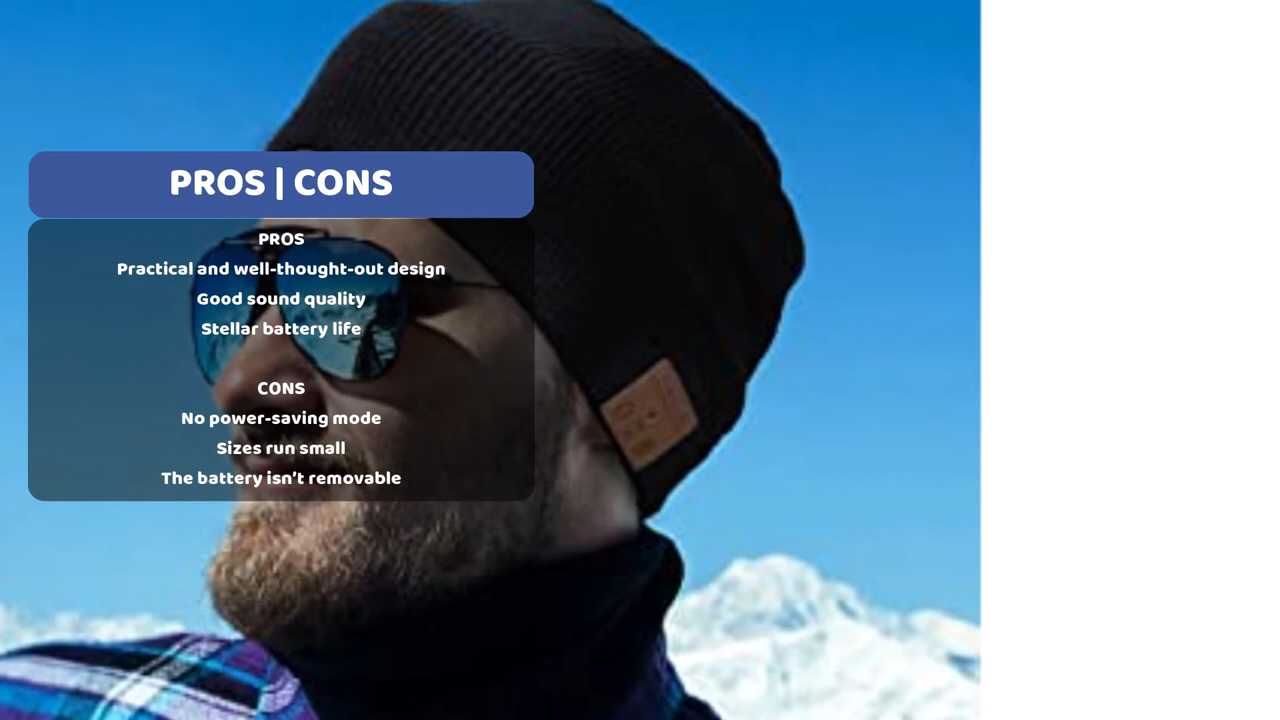 PROS | CONS
PROS
Practical and well-thought-out design
Good sound quality
Stellar battery life
CONS
No power-saving mode
Sizes run small
The battery isn't removable